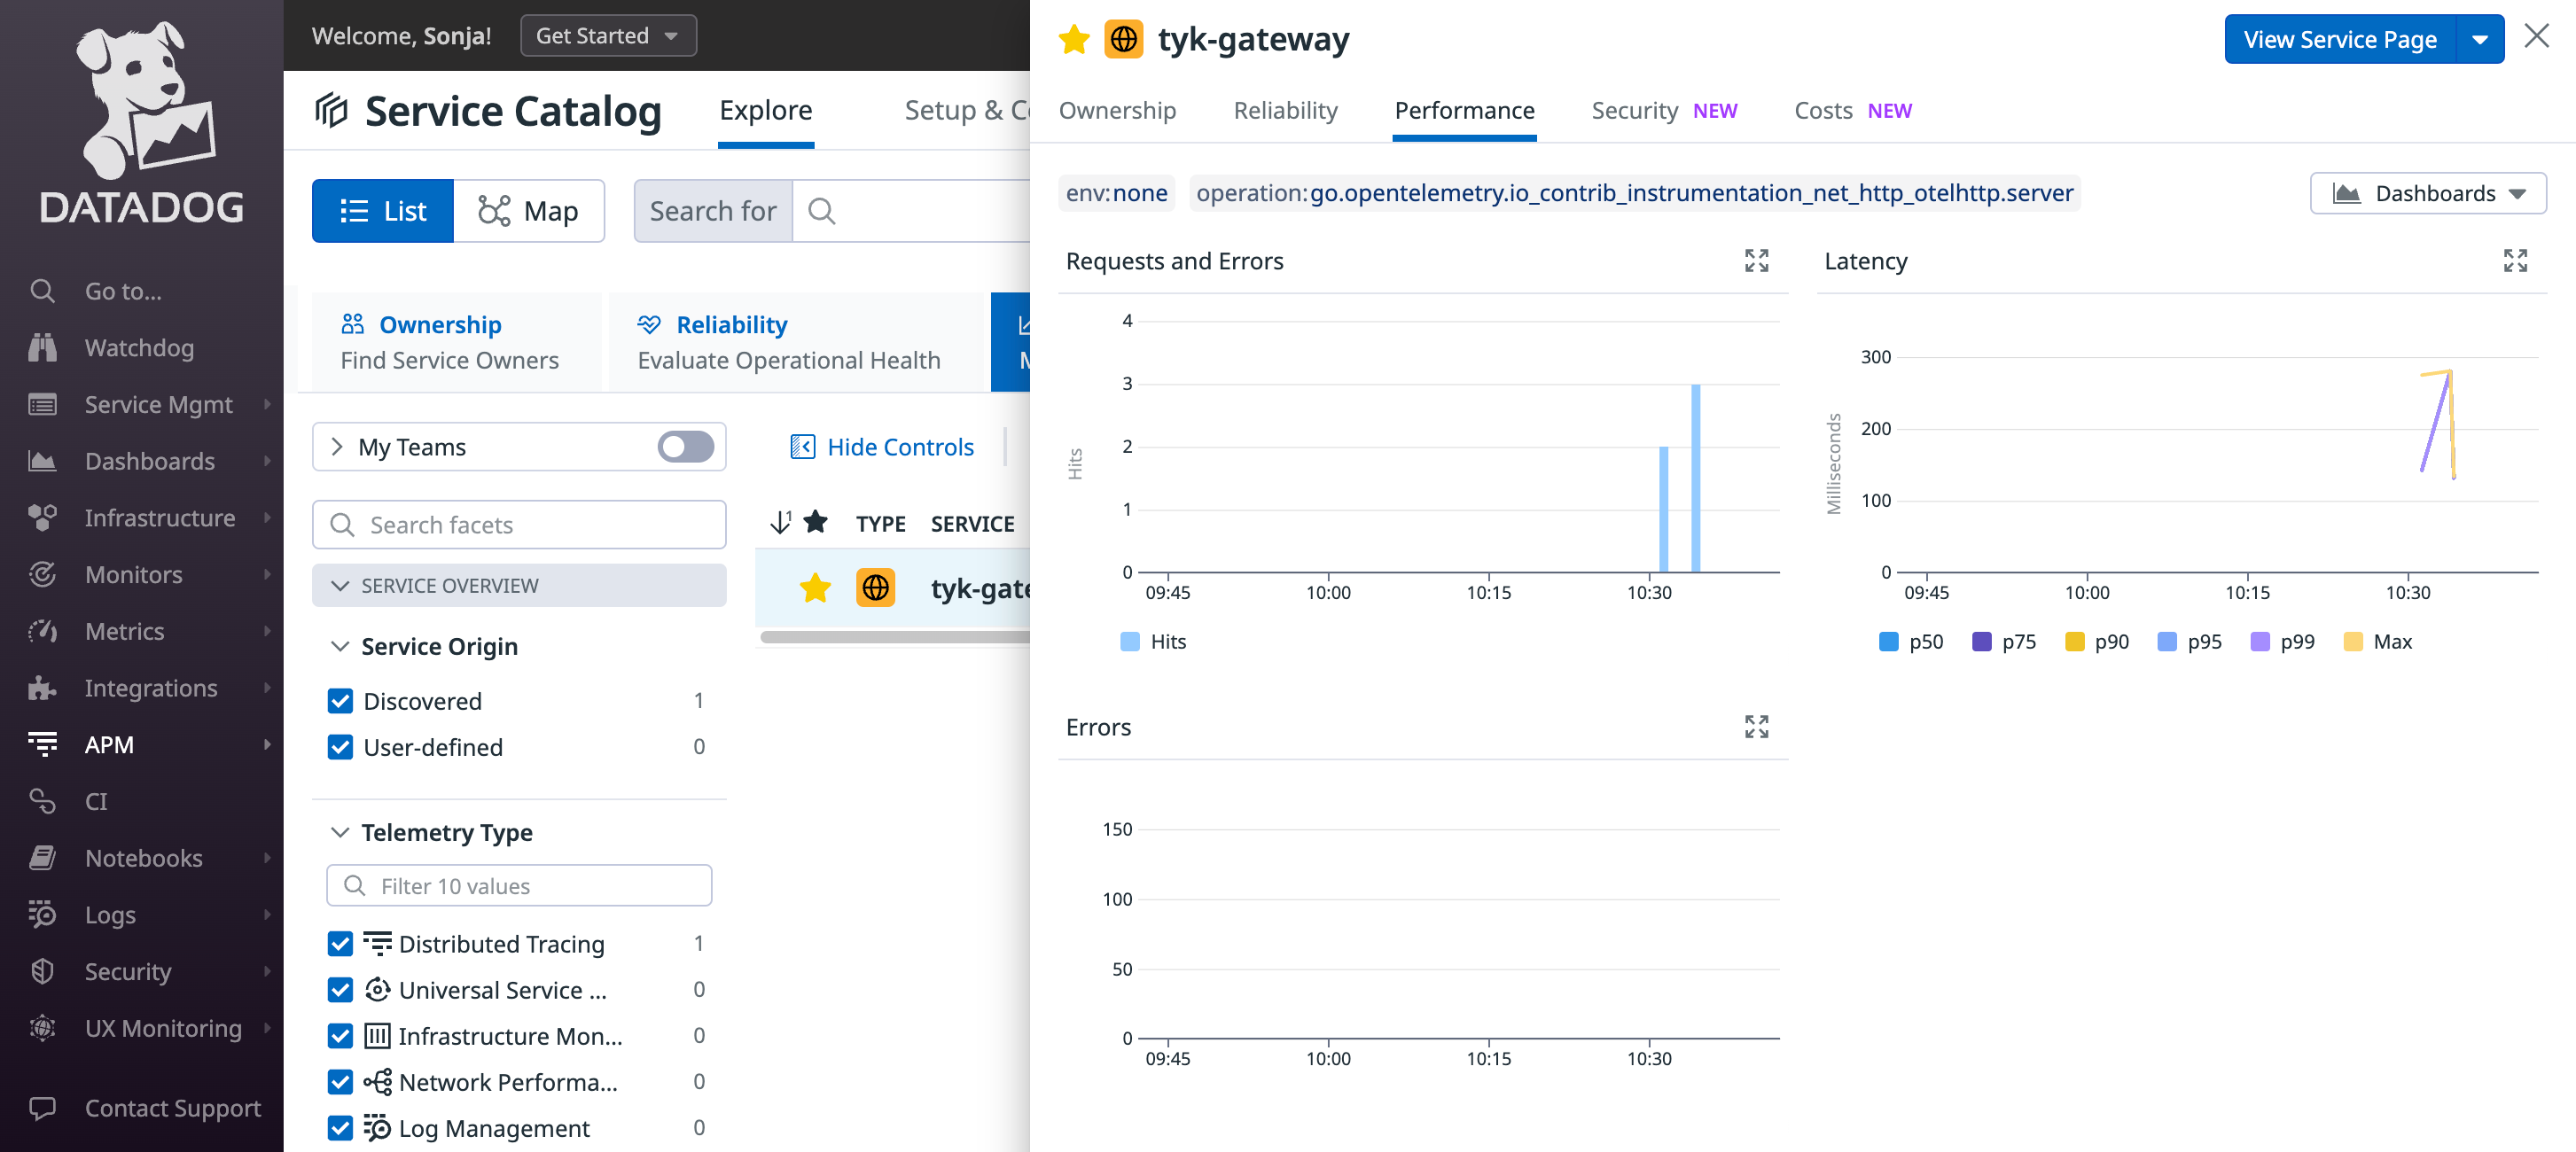 DATADOG
Go to...
Watchdog
Service Mgmt
Dashboards
Infrastructure
Monitors
Metrics
Integrations
APM
CI
Notebooks
Logs
Security
UX Monitoring
Contact Support
Welcome, Sonja!
Get Started
Service Catalog
Explore
Setup & Co
List
Map
Search for
Ownership
Find Service Owners
Reliability
Evaluate Operational Health
My Teams
Hide Controls
Search facets
1
TYPE
SERVICE
SERVICE OVERVIEW
tyk-gate
Service Origin
Discovered 1
User-defined 0
Telemetry Type
Filter 10 values
Distributed Tracing 1
Universal Service ... 0
Infrastructure Mon... 0
Network Performa... 0
Log Management 0
tyk-gateway
View Service Page
Ownership
Reliability
Performance
Security NEW
Costs NEW
env:none
operation:go.opentelemetry.io_contrib_instrumentation_net_http_otelhttp.server
Dashboards
Requests and Errors
Hits
4
3
2
1
0
09:45 10:00 10:15 10:30
Hits
Latency
Milliseconds
300
200
100
0
09:45 10:00 10:15 10:30
p50 p75 p90 p95 p99 Max
Errors
150
100
50
0
09:45 10:00 10:15 10:30